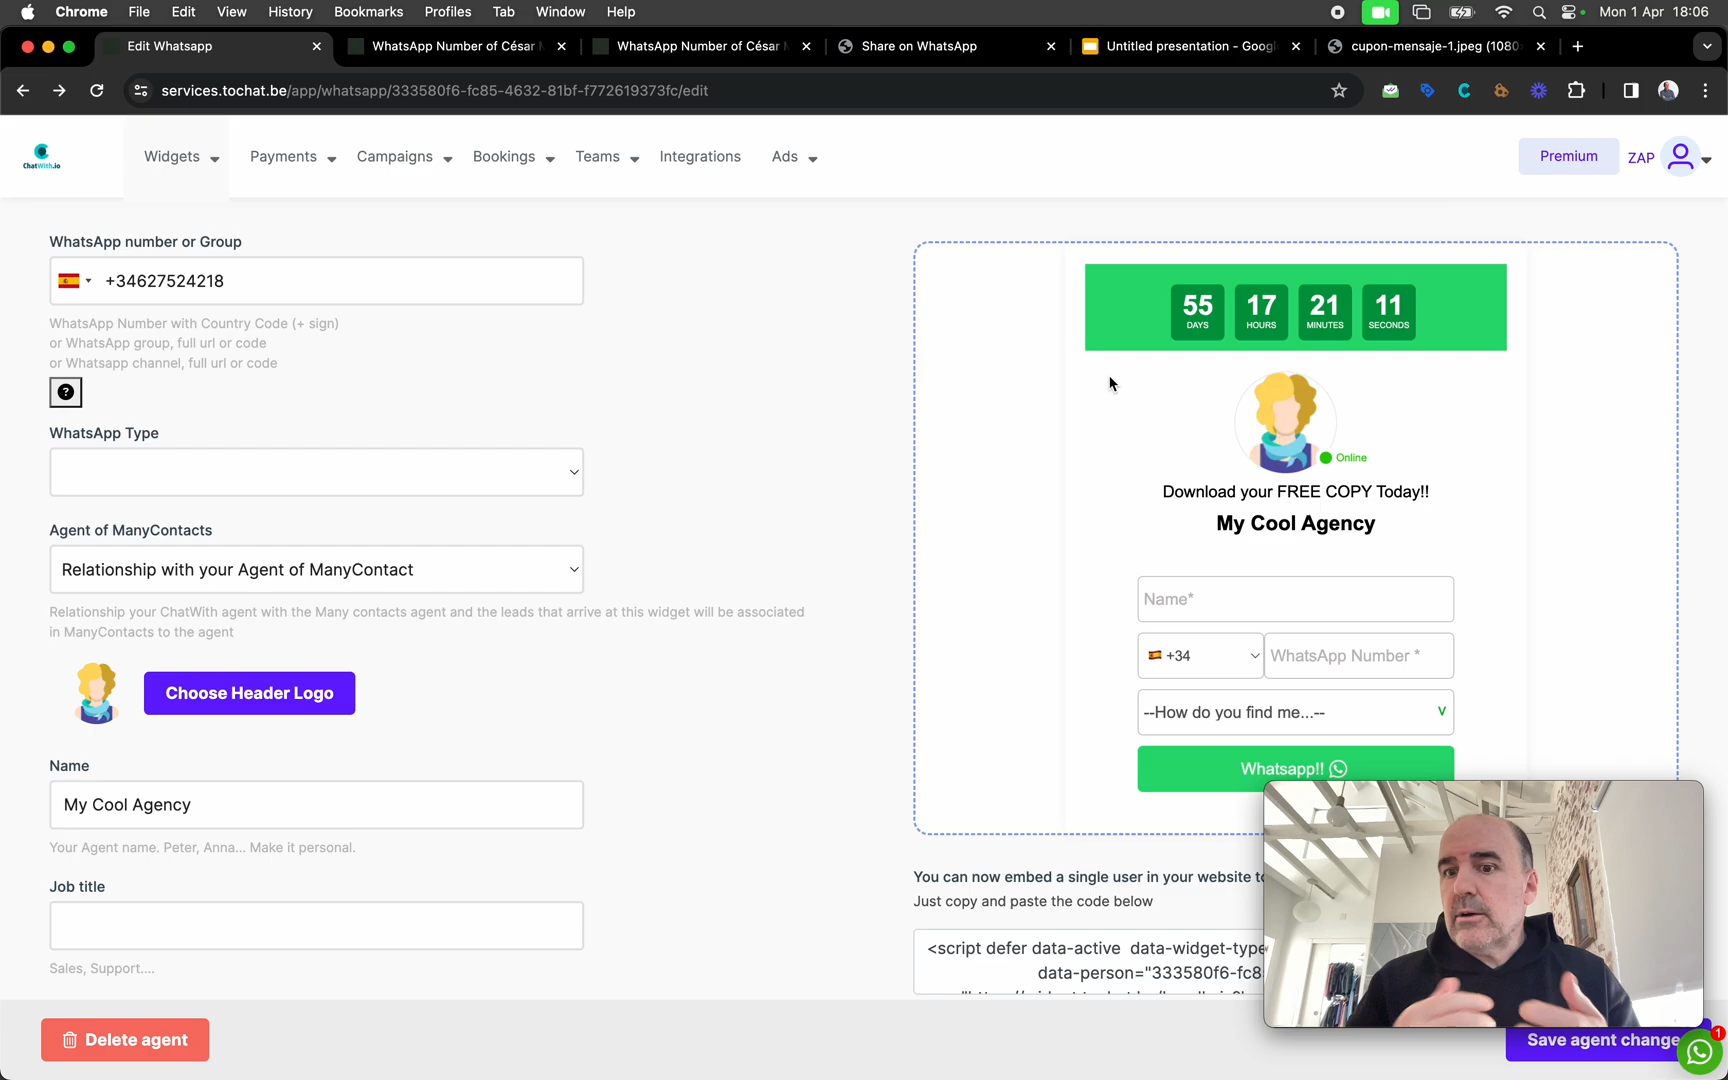 Chrome File Edit View History Bookmarks Profiles Tab Window Help Mon 1 Apr 18:06
Edit Whatsapp WhatsApp Number of César WhatsApp Number of César Share on WhatsApp Untitled presentation - Googl cupon-mensaje-1.jpeg (1080
services.tochat.be/app/whatsapp/333580f6-fc85-4632-81bf-f772619373fc/edit
ChatWith.io
Widgets Payments Campaigns Bookings Teams Integrations Ads Premium ZAP
WhatsApp number or Group
+34627524218
WhatsApp Number with Country Code (+ sign)
or WhatsApp group, full url or code
or Whatsapp channel, full url or code
?
WhatsApp Type
Agent of ManyContacts
Relationship with your Agent of ManyContact
Relationship your ChatWith agent with the Many contacts agent and the leads that arrive at this widget will be associated
in ManyContacts to the agent
Choose Header Logo
Name
My Cool Agency
Your Agent name. Peter, Anna... Make it personal.
Job title
Sales, Support....
Delete agent
55 17 21 11
DAYS HOURS MINUTES SECONDS
Online
Download your FREE COPY Today!!
My Cool Agency
Name*
+34 WhatsApp Number *
--How do you find me...-- V
Whatsapp!!
You can now embed a single user in your website
Just copy and paste the code below
<script defer data-active data-widget-type
data-person="333580f6-fc8
Save agent change
1